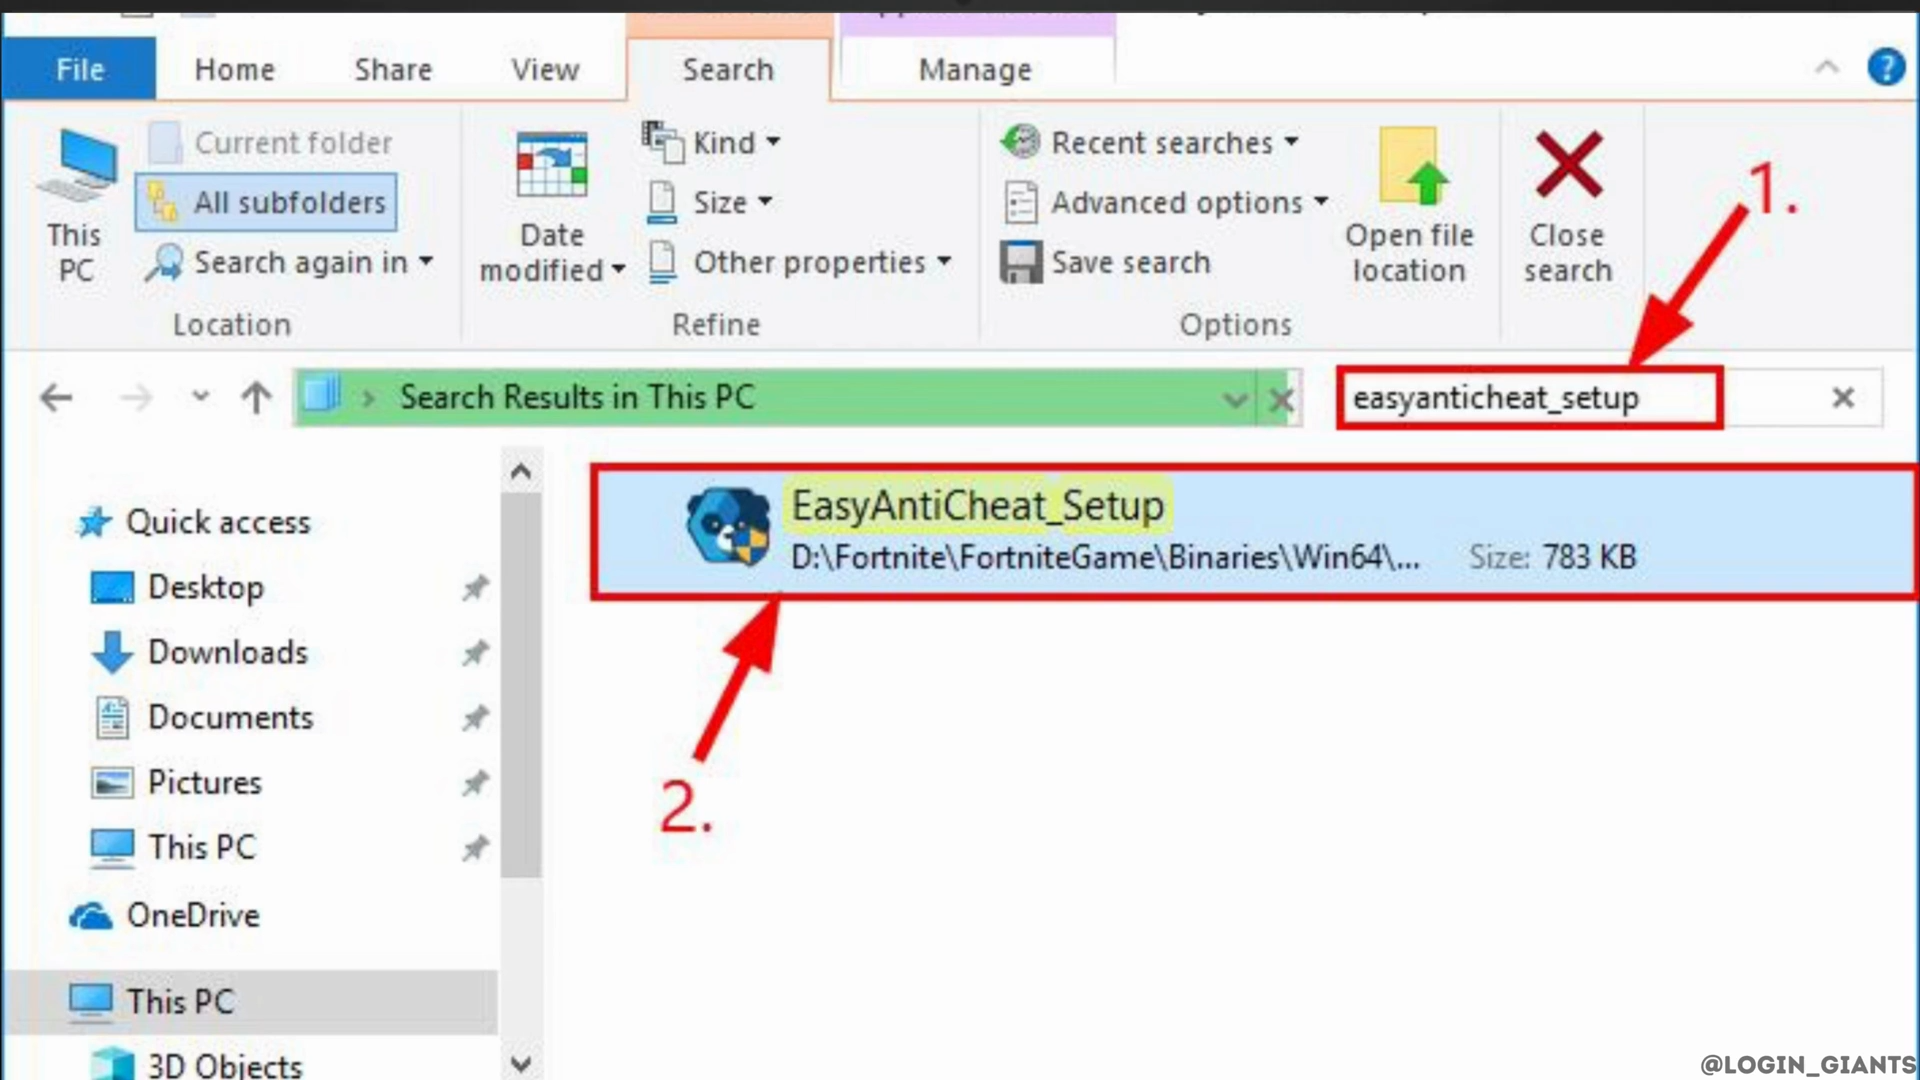 File Home Share View Search Manage
Current folder
All subfolders
Search again in
This
PC
Location
Date
modified
Kind
Size
Other properties
Refine
Recent searches
Advanced options
Save search
Open file
location
Options
Close
search
1.
Search Results in This PC
easyanticheat_setup
Quick access
Desktop
Downloads
Documents
Pictures
This PC
OneDrive
This PC
3D Objects
EasyAntiCheat_Setup
D:\Fortnite\FortniteGame\Binaries\Win64\... Size: 783 KB
2.
@LOGIN_GIANTS